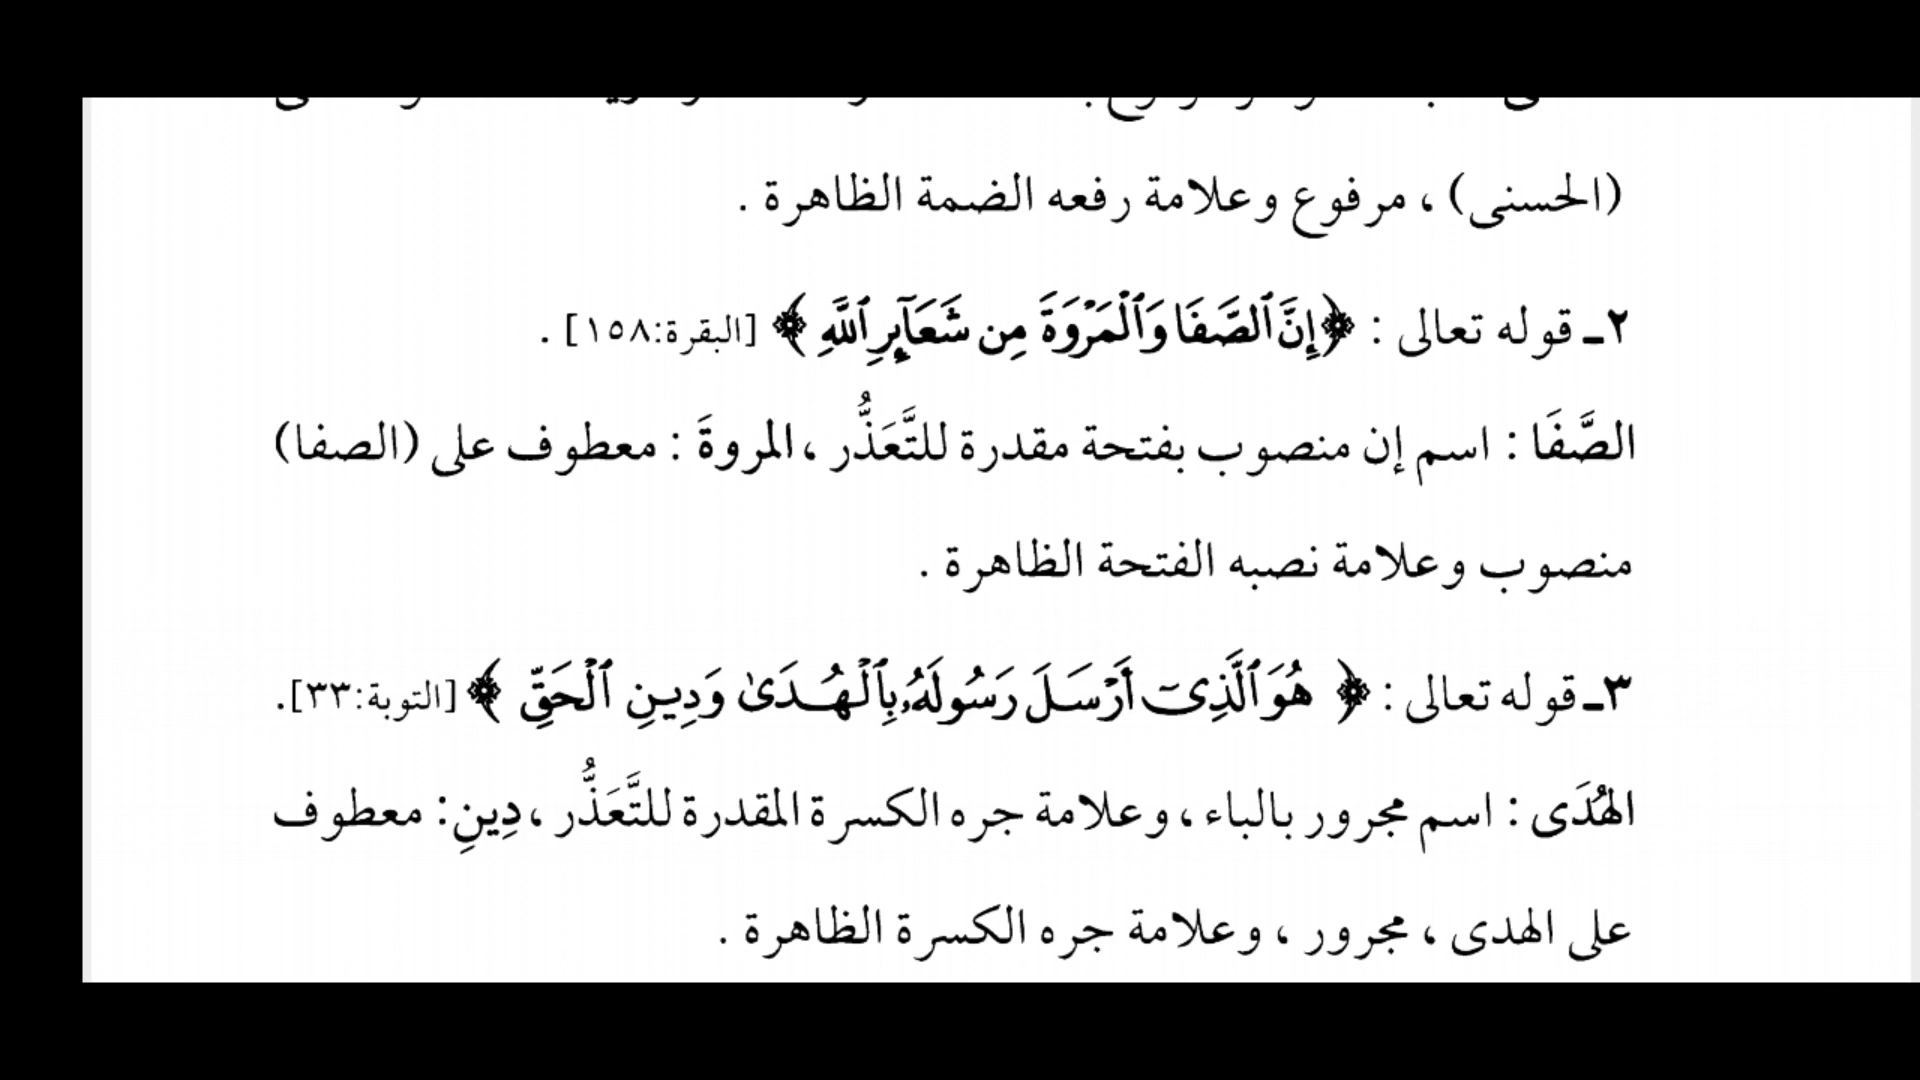 (الحسنى) ، مرفوع وعلامة رفعه الضمة الظاهرة .
٢ـ قوله تعالى : ﴿إِنَّ ٱلصَّفَا وَٱلْمَرْوَةَ مِن شَعَآئِرِ ٱللَّهِ ﴾ [البقرة:١٥٨] .
الصَّفَا : اسم إن منصوب بفتحة مقدرة للتَّعَذُّر ، المروةَ : معطوف على (الصفا)
منصوب وعلامة نصبه الفتحة الظاهرة .
٣ـ قوله تعالى : ﴿ هُوَ ٱلَّذِىٓ أَرْسَلَ رَسُولَهُۥ بِٱلْهُدَىٰ وَدِينِ ٱلْحَقِّ ﴾ [التوبة:٣٣].
الهُدَى : اسم مجرور بالباء ، وعلامة جره الكسرة المقدرة للتَّعَذُّر ، دِينِ : معطوف
على الهدى ، مجرور ، وعلامة جره الكسرة الظاهرة .